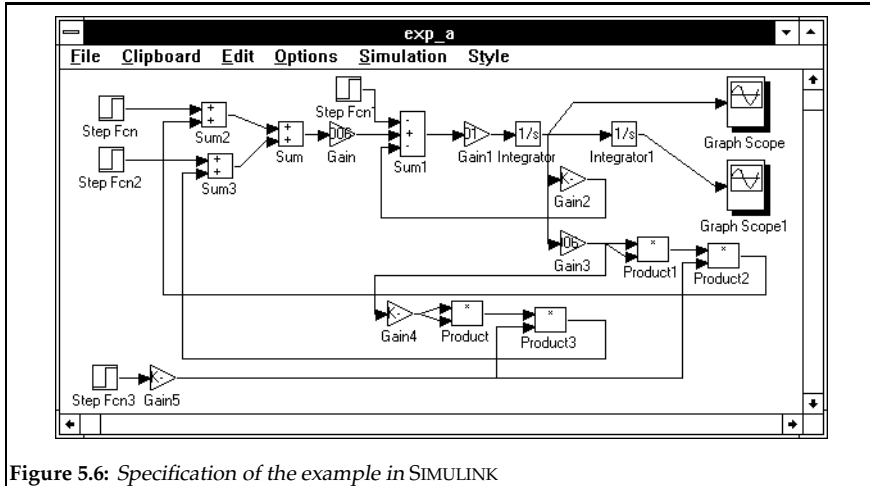 exp_a
File Clipboard Edit Options Simulation Style
Step Fcn
Sum2
Step Fcn1
Sum
Gain
Sum1
Gain1
Integrator
Integrator1
Graph Scope
Step Fcn2
Sum3
Gain2
Graph Scope1
Gain3
Product1
Product2
Gain4
Product
Product3
Step Fcn3
Gain5
+
+
+
+
+
+
-
+
-
1/s
1/s
K-
K-
K-
*
*
*
*
Figure 5.6: Specification of the example in SIMULINK